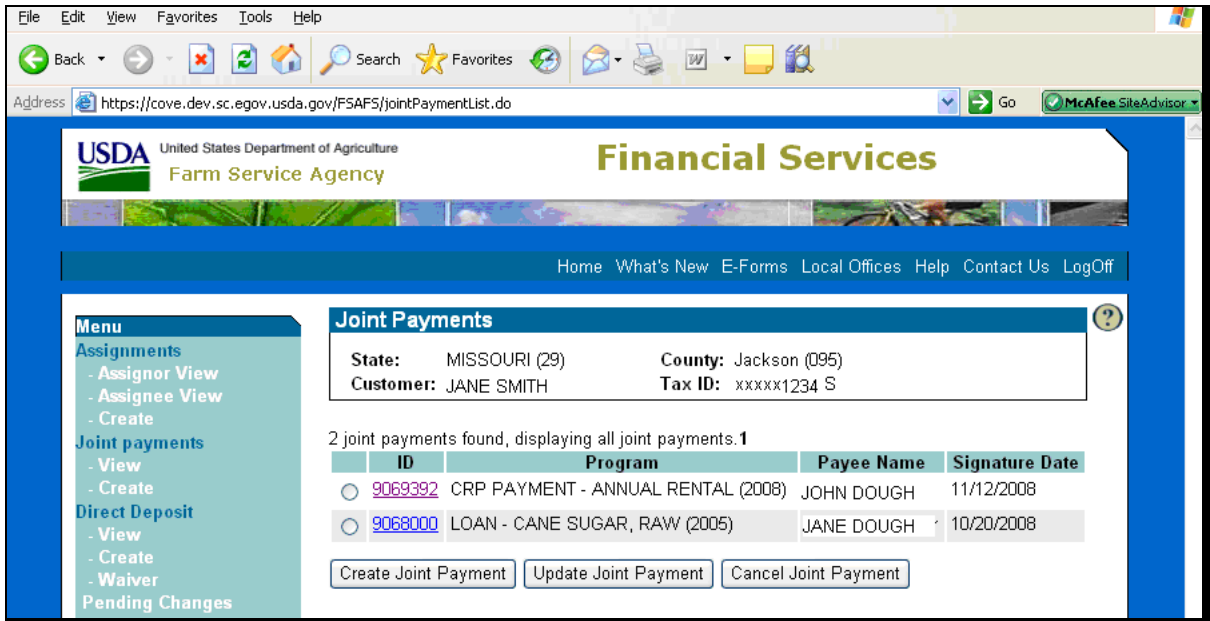 File Edit View Favorites Tools Help
Back Search Favorites
Address https://cove.dev.sc.egov.usda.gov/FSAFS/jointPaymentList.do Go McAfee SiteAdvisor
USDA United States Department of Agriculture
Farm Service Agency
Financial Services
Home What's New E-Forms Local Offices Help Contact Us LogOff
Menu
Assignments
- Assignor View
- Assignee View
- Create
Joint payments
- View
- Create
Direct Deposit
- View
- Create
- Waiver
Pending Changes
Joint Payments ?
State: MISSOURI (29) County: Jackson (095)
Customer: JANE SMITH Tax ID: xxxxx1234 S
2 joint payments found, displaying all joint payments.1
ID Program Payee Name Signature Date
9069392 CRP PAYMENT - ANNUAL RENTAL (2008) JOHN DOUGH 11/12/2008
9068000 LOAN - CANE SUGAR, RAW (2005) JANE DOUGH 10/20/2008
Create Joint Payment Update Joint Payment Cancel Joint Payment